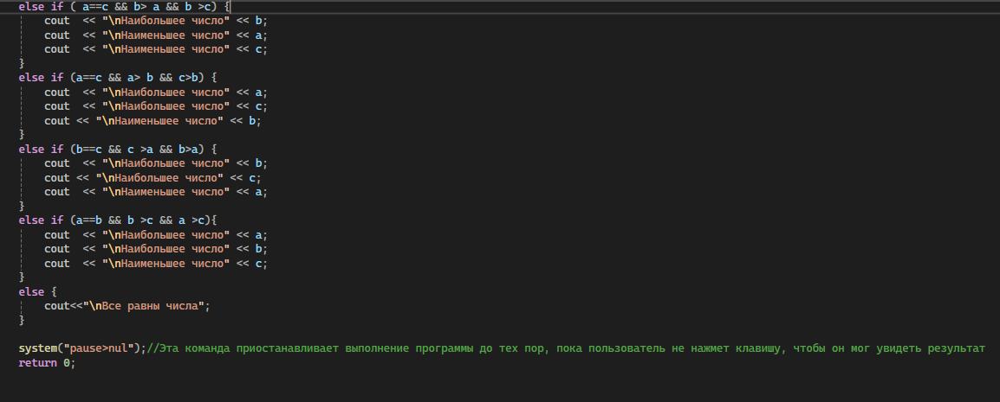 else if ( a==c && b> a && b >c) {
    cout  << "\nНаибольшее число" << b;
    cout  << "\nНаименьшее число" << a;
    cout  << "\nНаименьшее число" << c;
}
else if (a==c && a> b && c>b) {
    cout  << "\nНаибольшее число" << a;
    cout  << "\nНаибольшее число" << c;
    cout << "\nНаименьшее число" << b;
}
else if (b==c && c >a && b>a) {
    cout  << "\nНаибольшее число" << b;
    cout << "\nНаибольшее число" << c;
    cout  << "\nНаименьшее число" << a;
}
else if (a==b && b >c && a >c){
    cout  << "\nНаибольшее число" << a;
    cout  << "\nНаибольшее число" << b;
    cout  << "\nНаименьшее число" << c;
}
else {
    cout<<"\nВсе равны числа";
}
system("pause>nul");//Эта команда приостанавливает выполнение программы до тех пор, пока пользователь не нажмет клавишу, чтобы он мог увидеть результат
return 0;